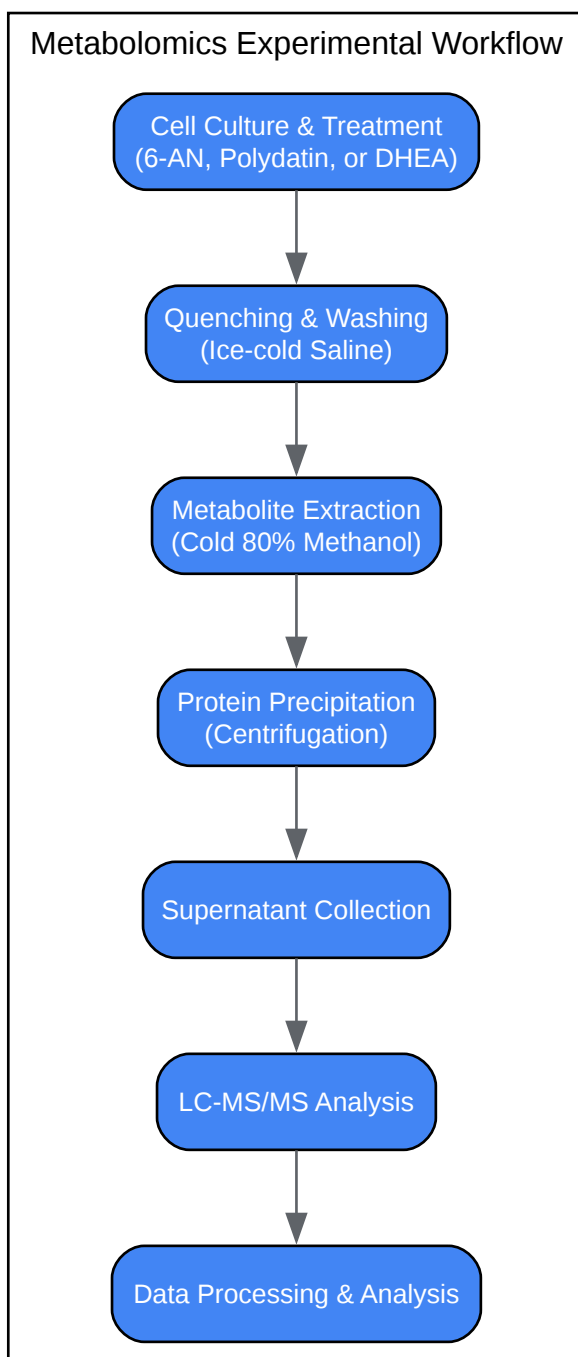 Metabolomics Experimental Workflow
Cell Culture & Treatment
(6-AN, Polydatin, or DHEA)
Quenching & Washing
(Ice-cold Saline)
Metabolite Extraction
(Cold 80% Methanol)
Protein Precipitation
(Centrifugation)
Supernatant Collection
LC-MS/MS Analysis
Data Processing & Analysis